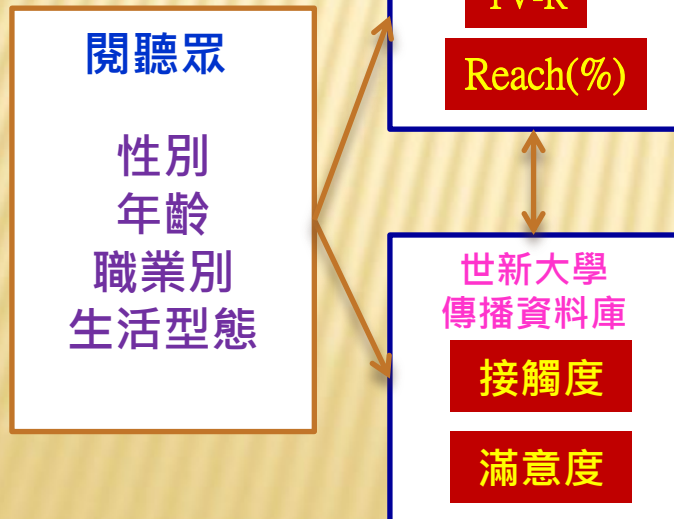 閱聽眾
性別
年齡
職業別
生活型態
TV-R
Reach(%)
世新大學
傳播資料庫
接觸度
滿意度